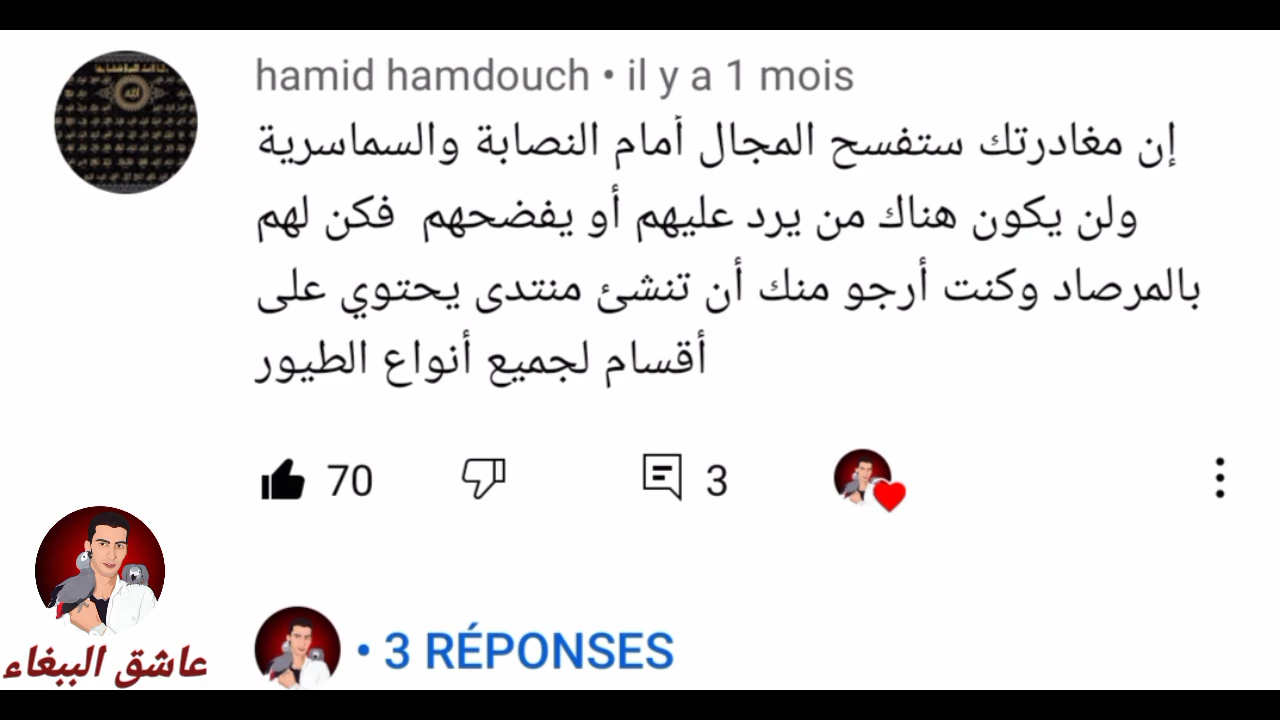 hamid hamdouch • il y a 1 mois
إن مغادرتك ستفسح المجال أمام النصابة والسماسرية
ولن يكون هناك من يرد عليهم أو يفضحهم فكن لهم
بالمرصاد وكنت أرجو منك أن تنشئ منتدى يحتوي على
أقسام لجميع أنواع الطيور
70 3
• 3 RÉPONSES
عاشق الببغاء